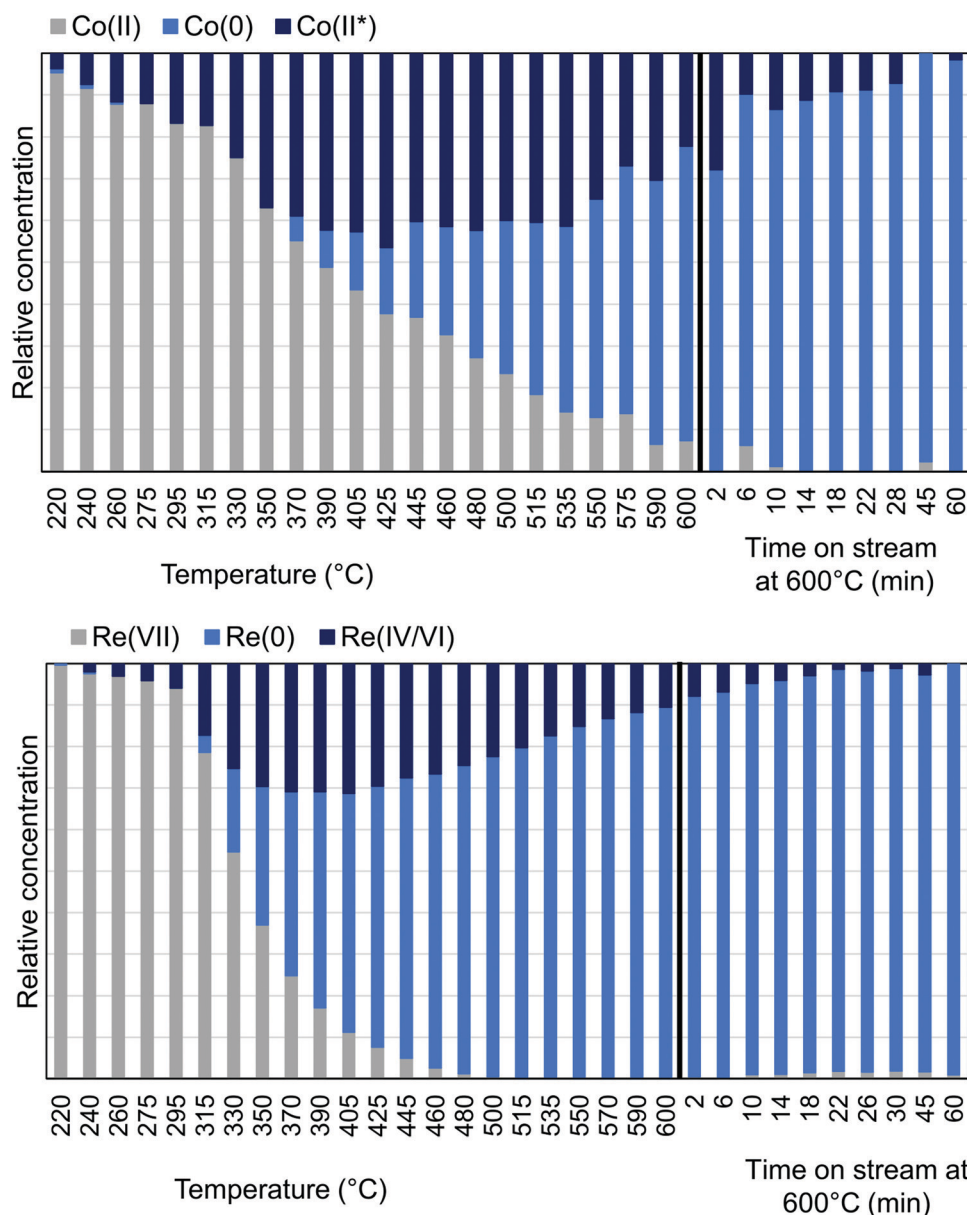 Co(II) Co(0) Co(II*)
Relative concentration
220 240 260 275 295 315 330 350 370 390 405 425 445 460 480 500 515 535 550 575 590 600 2 6 10 14 18 22 28 45 60
Temperature (°C)
Time on stream
at 600°C (min)
Re(VII) Re(0) Re(IV/VI)
Relative concentration
220 240 260 275 295 315 330 350 370 390 405 425 445 460 480 500 515 535 550 570 590 600 2 6 10 14 18 22 26 30 45 60
Temperature (°C)
Time on stream at
600°C (min)